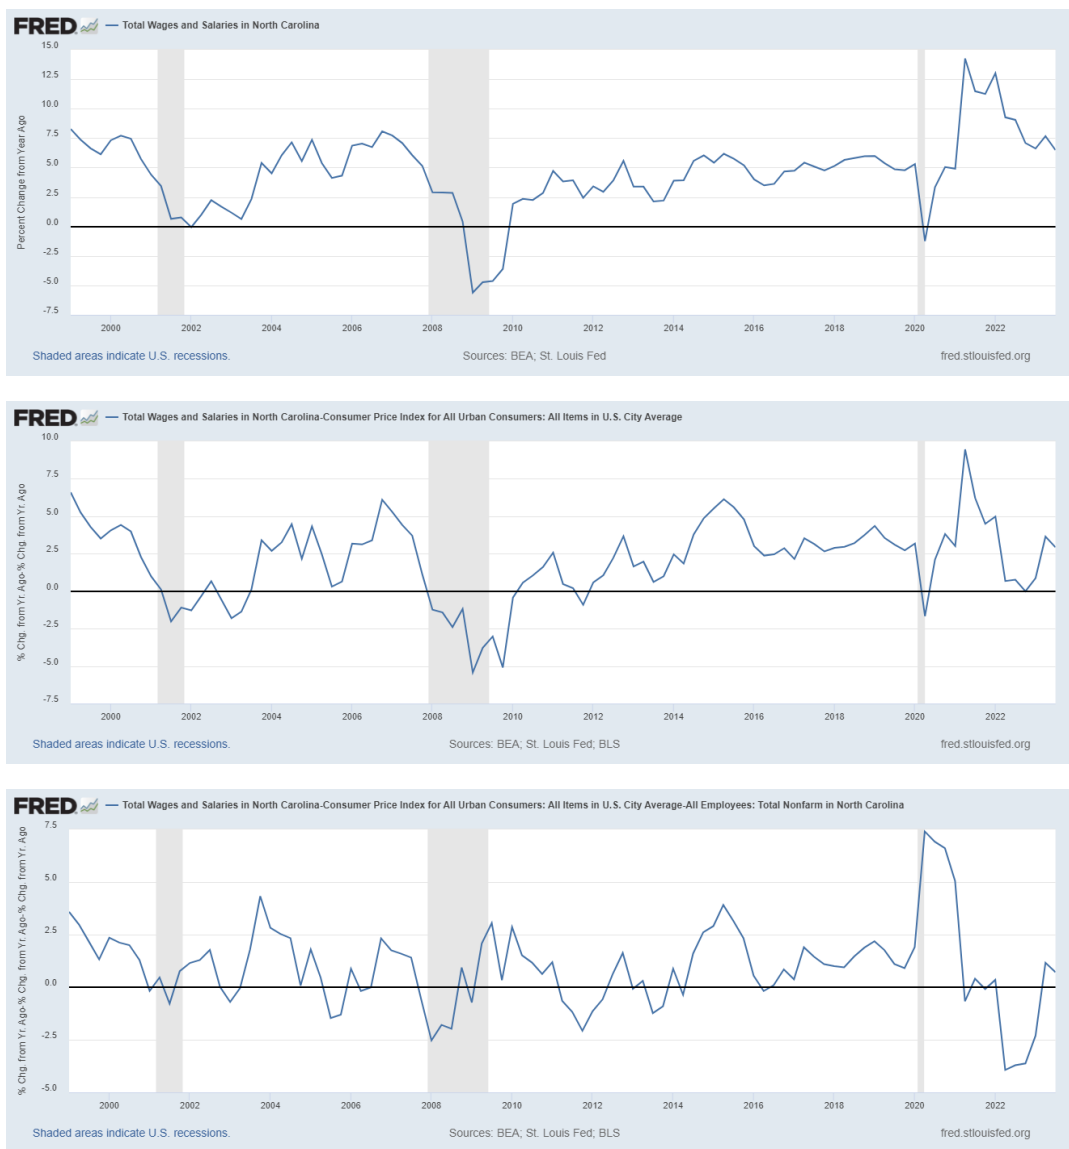 FRED — Total Wages and Salaries in North Carolina
15.0
12.5
10.0
7.5
5.0
2.5
0.0
-2.5
-5.0
-7.5
Percent Change from Year Ago
2000 2002 2004 2006 2008 2010 2012 2014 2016 2018 2020 2022
Shaded areas indicate U.S. recessions. Sources: BEA; St. Louis Fed fred.stlouisfed.org
FRED — Total Wages and Salaries in North Carolina-Consumer Price Index for All Urban Consumers: All Items in U.S. City Average
10.0
7.5
5.0
2.5
0.0
-2.5
-5.0
-7.5
% Chg. from Yr. Ago-% Chg. from Yr. Ago
2000 2002 2004 2006 2008 2010 2012 2014 2016 2018 2020 2022
Shaded areas indicate U.S. recessions. Sources: BEA; St. Louis Fed; BLS fred.stlouisfed.org
FRED — Total Wages and Salaries in North Carolina-Consumer Price Index for All Urban Consumers: All Items in U.S. City Average-All Employees: Total Nonfarm in North Carolina
7.5
5.0
2.5
0.0
-2.5
-5.0
% Chg. from Yr. Ago-% Chg. from Yr. Ago-% Chg. from Yr. Ago
2000 2002 2004 2006 2008 2010 2012 2014 2016 2018 2020 2022
Shaded areas indicate U.S. recessions. Sources: BEA; St. Louis Fed; BLS fred.stlouisfed.org